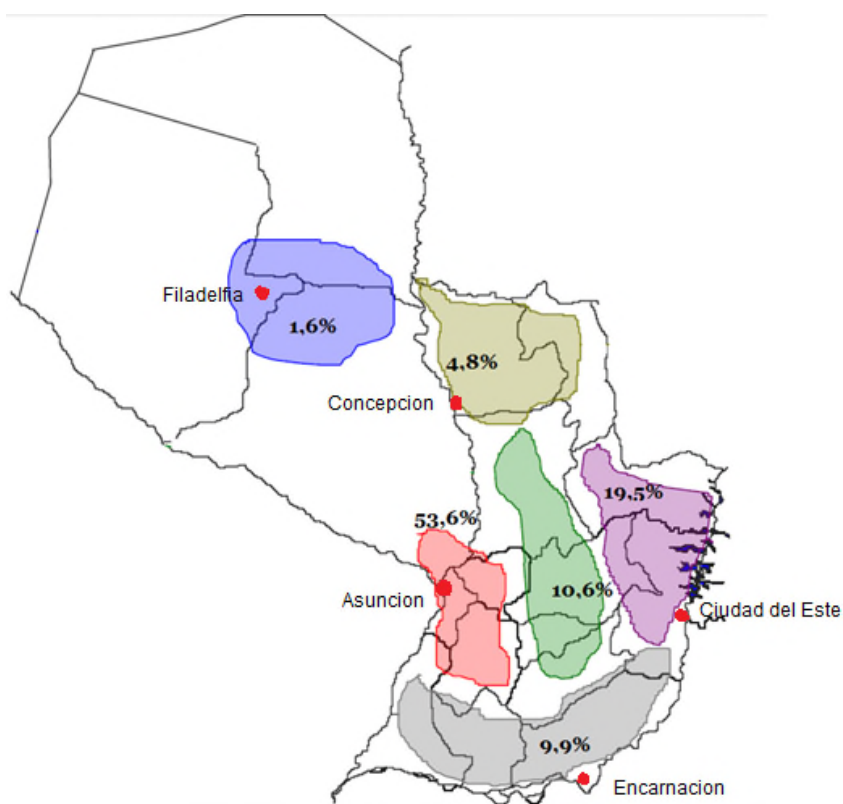 Filadelfia
1,6%
4,8%
Concepcion
19,5%
53,6%
Asuncion
10,6%
Ciudad del Este
9,9%
Encarnacion